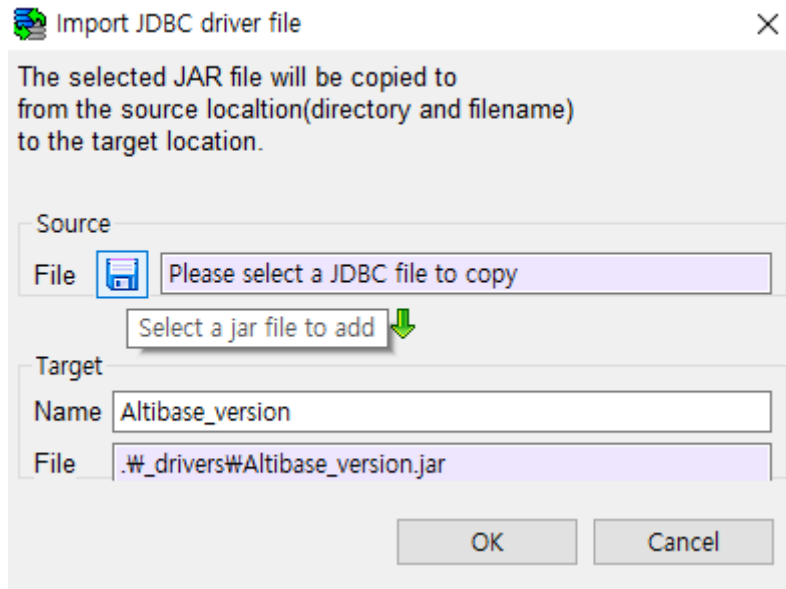 Import JDBC driver file
The selected JAR file will be copied to
from the source localtion(directory and filename)
to the target location.
Source
File Please select a JDBC file to copy
Select a jar file to add
Target
Name Altibase_version
File .₩_drivers₩Altibase_version.jar
OK Cancel